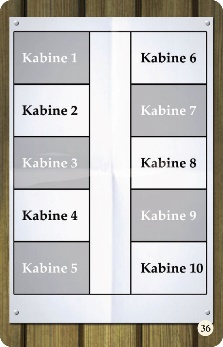 Kabine 1
Kabine 2
Kabine 3
Kabine 4
Kabine 5
Kabine 6
Kabine 7
Kabine 8
Kabine 9
Kabine 10
36